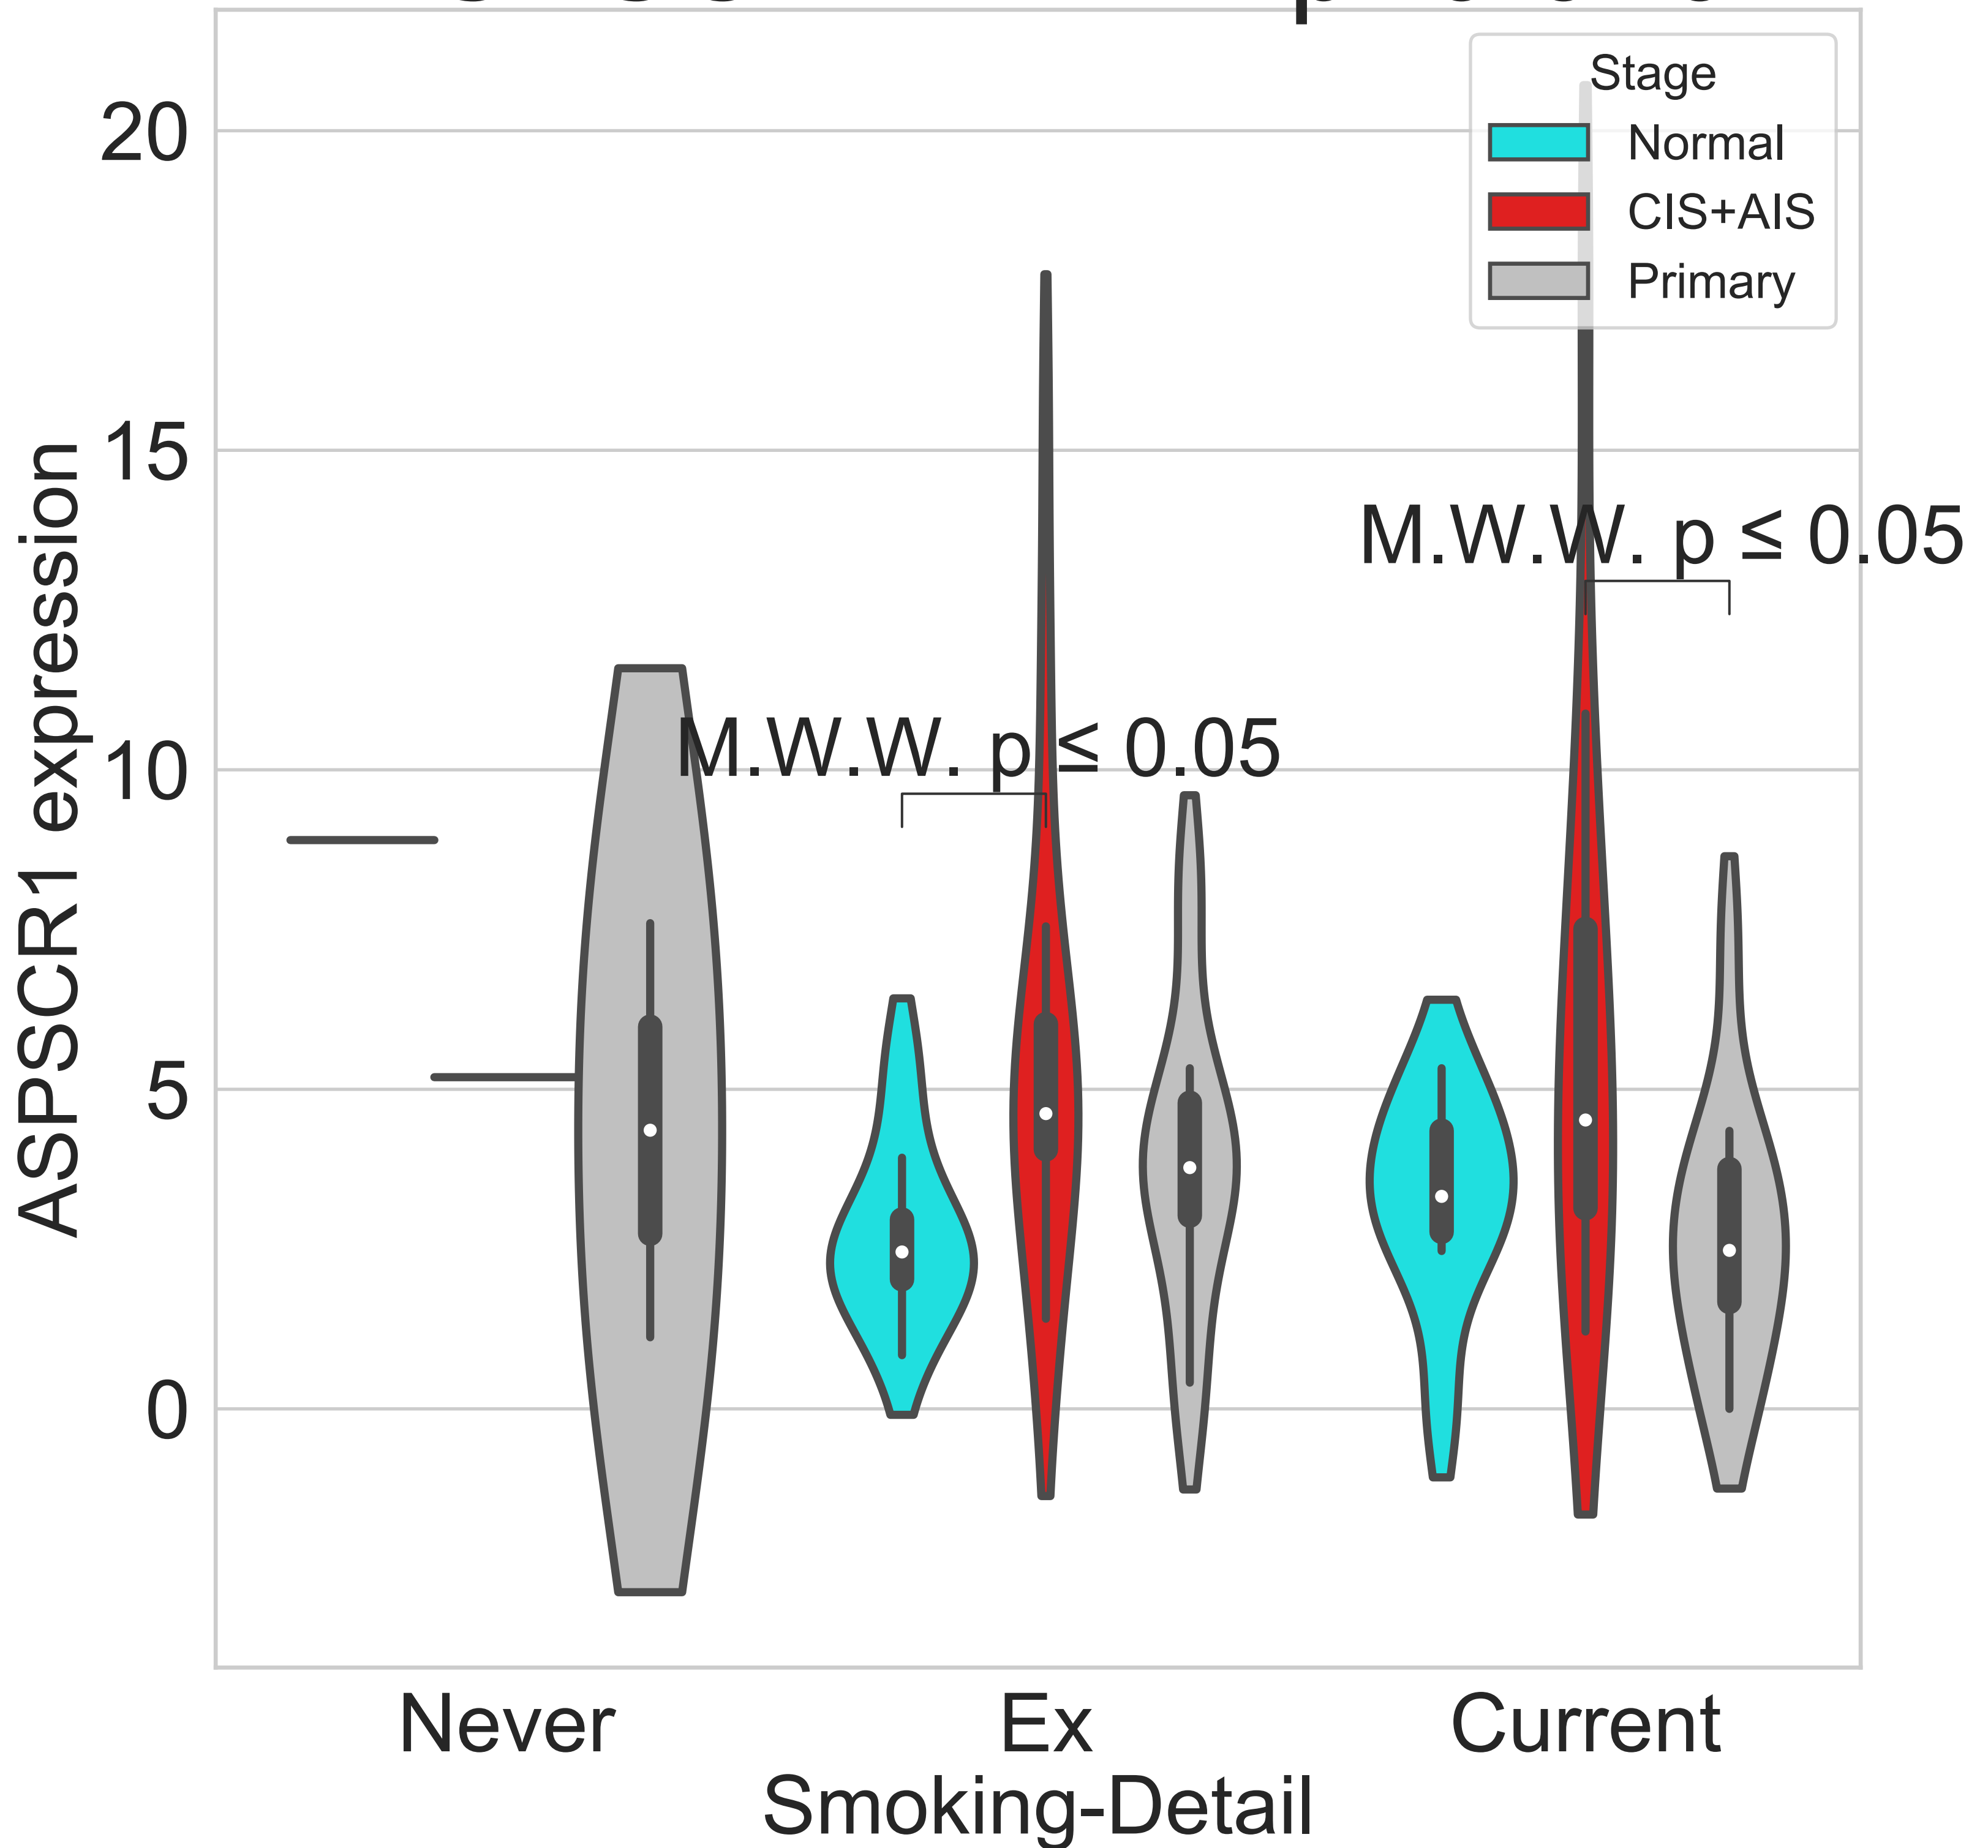 Stage
Normal
CIS+AIS
Primary
20
15
10
5
0
ASPSCR1 expression
M.W.W. p ≤ 0.05
M.W.W. p ≤ 0.05
Never
Ex
Current
Smoking-Detail